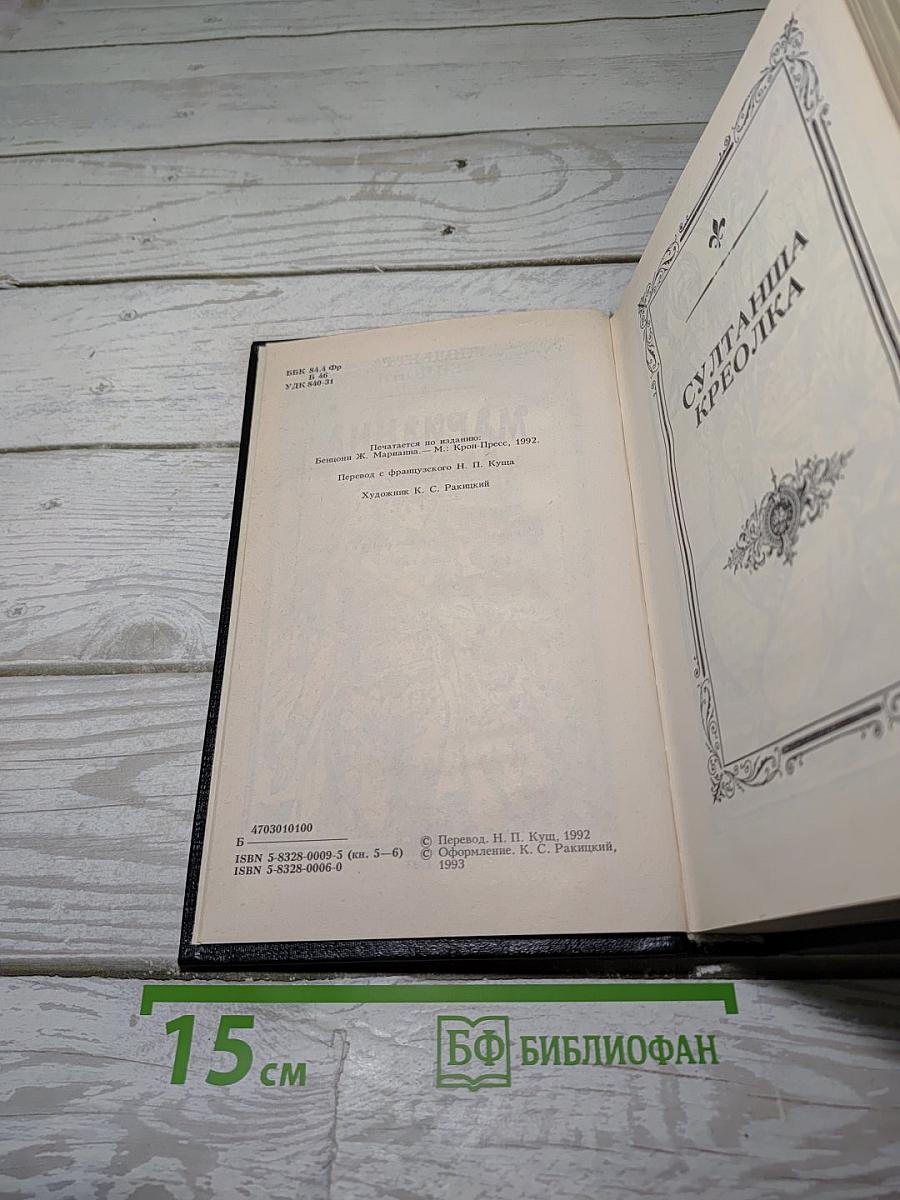 ББК 84.4 Фр
Б 46
УДК 840-31
Печатается по изданию:
Бенцони Ж. Марианна.— М.: Крон-Пресс, 1992.
Перевод с французского Н. П. Куща
Художник К. С. Ракицкий
4703010100
Б
ISBN 5-8328-0009-5 (кн. 5—6)
ISBN 5-8328-0006-0
© Перевод. Н. П. Кущ, 1992
© Оформление. К. С. Ракицкий,
1993
СУЛТАНША
КРЕОЛКА
15 см
БФ БИБЛИОФАН